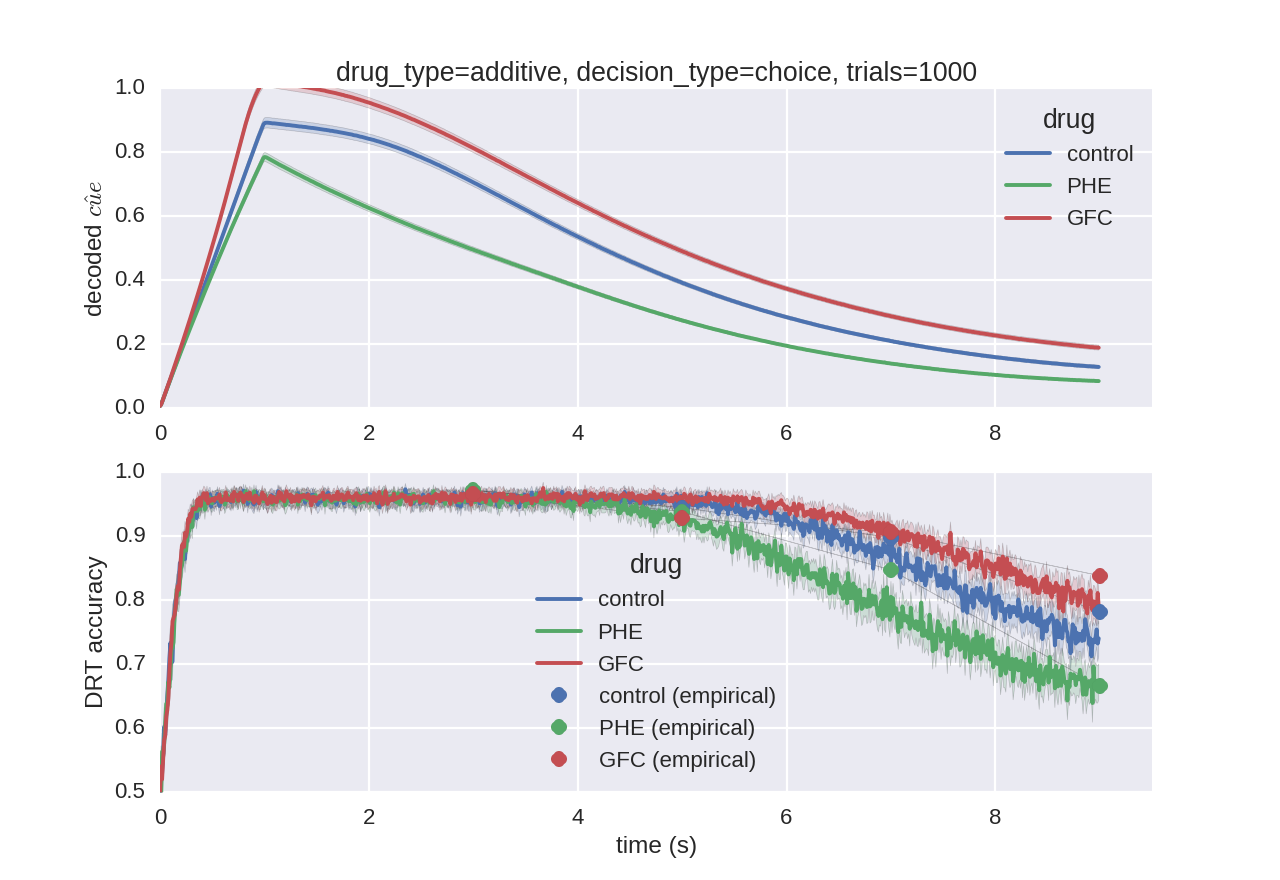 drug_type=additive, decision_type=choice, trials=1000
1.0
0.8
0.6
0.4
0.2
0.0
decoded cûe
drug
control
PHE
GFC
0 2 4 6 8
1.0
0.9
0.8
0.7
0.6
0.5
DRT accuracy
drug
control
PHE
GFC
control (empirical)
PHE (empirical)
GFC (empirical)
0 2 4 6 8
time (s)